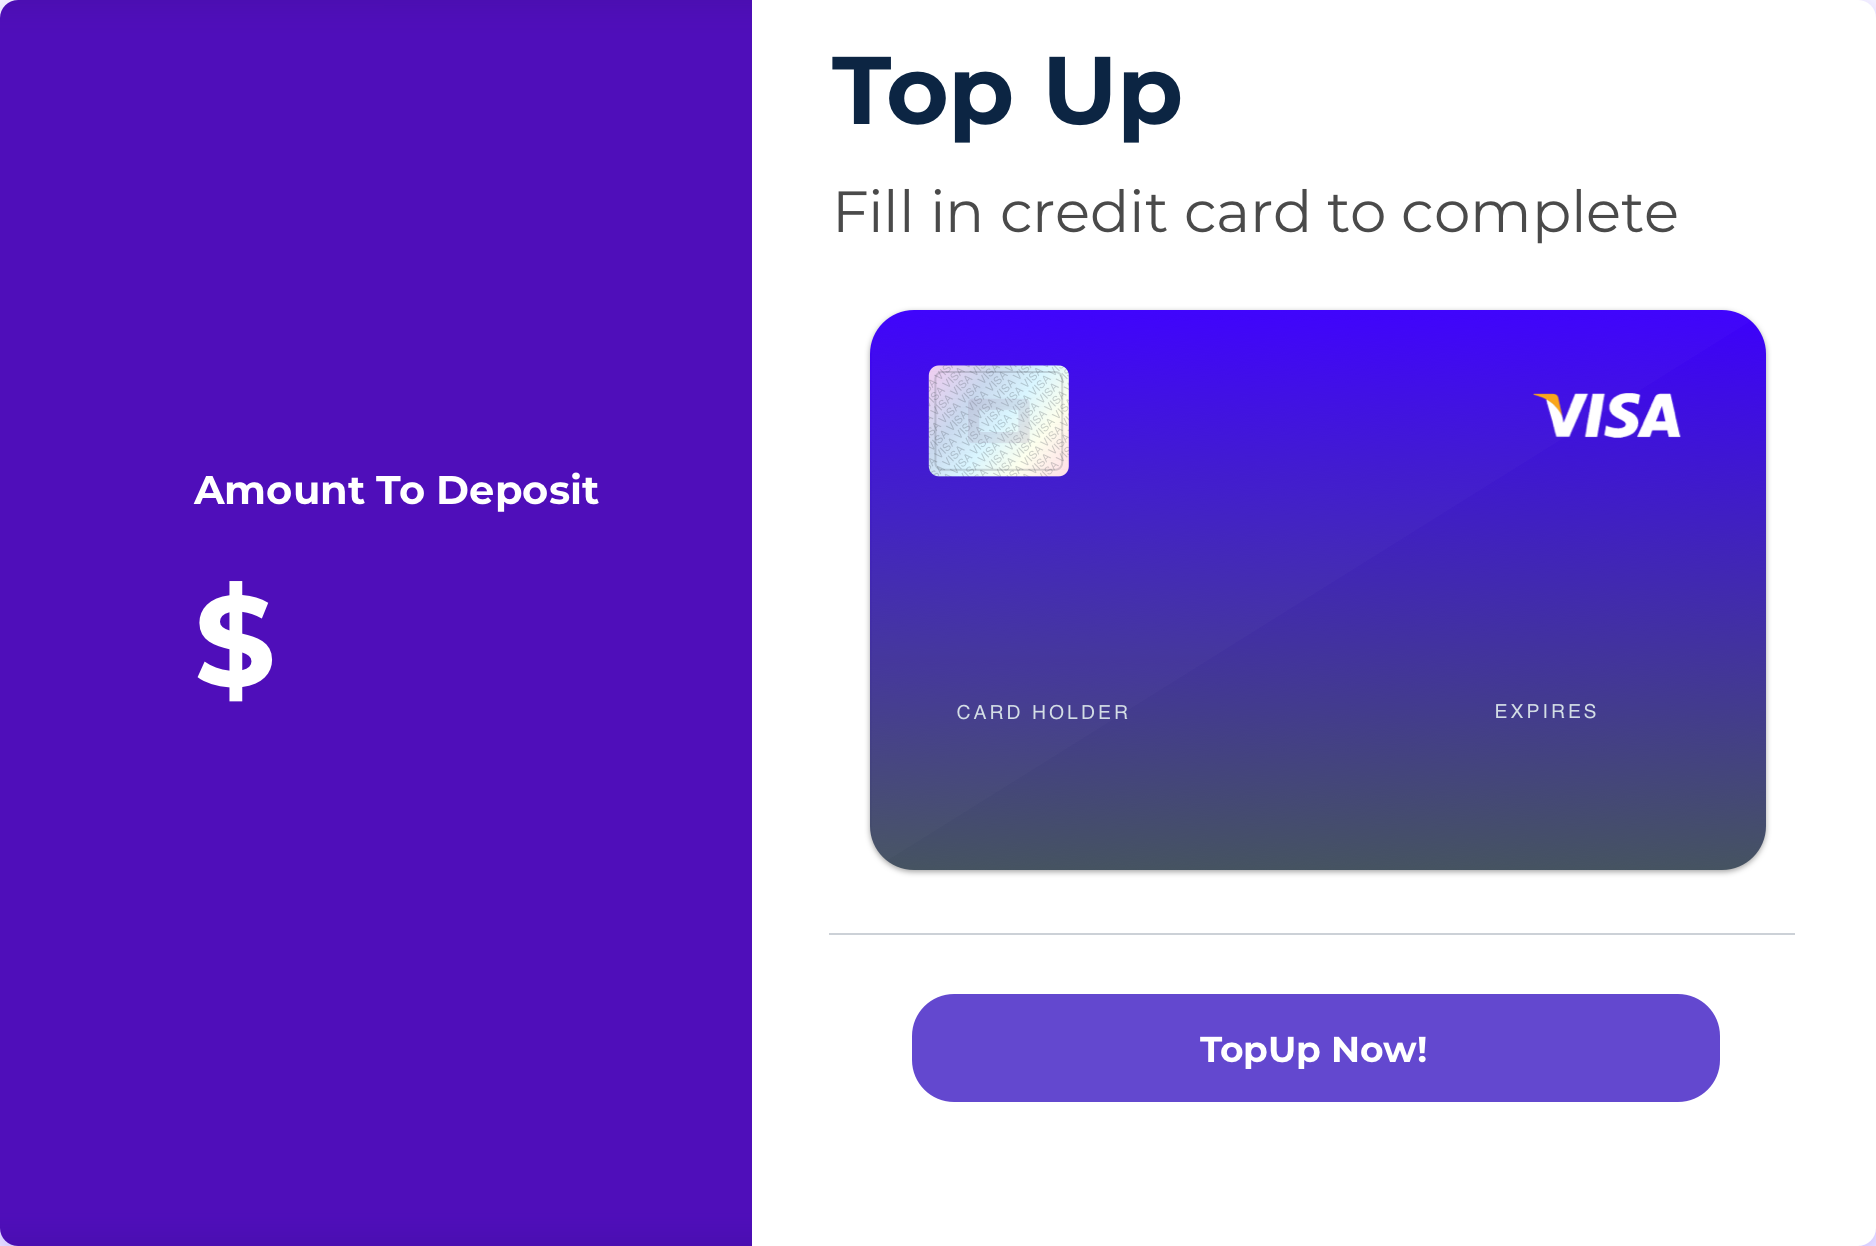 Amount To Deposit
$
Top Up
Fill in credit card to complete
VISA
CARD HOLDER
EXPIRES
TopUp Now!